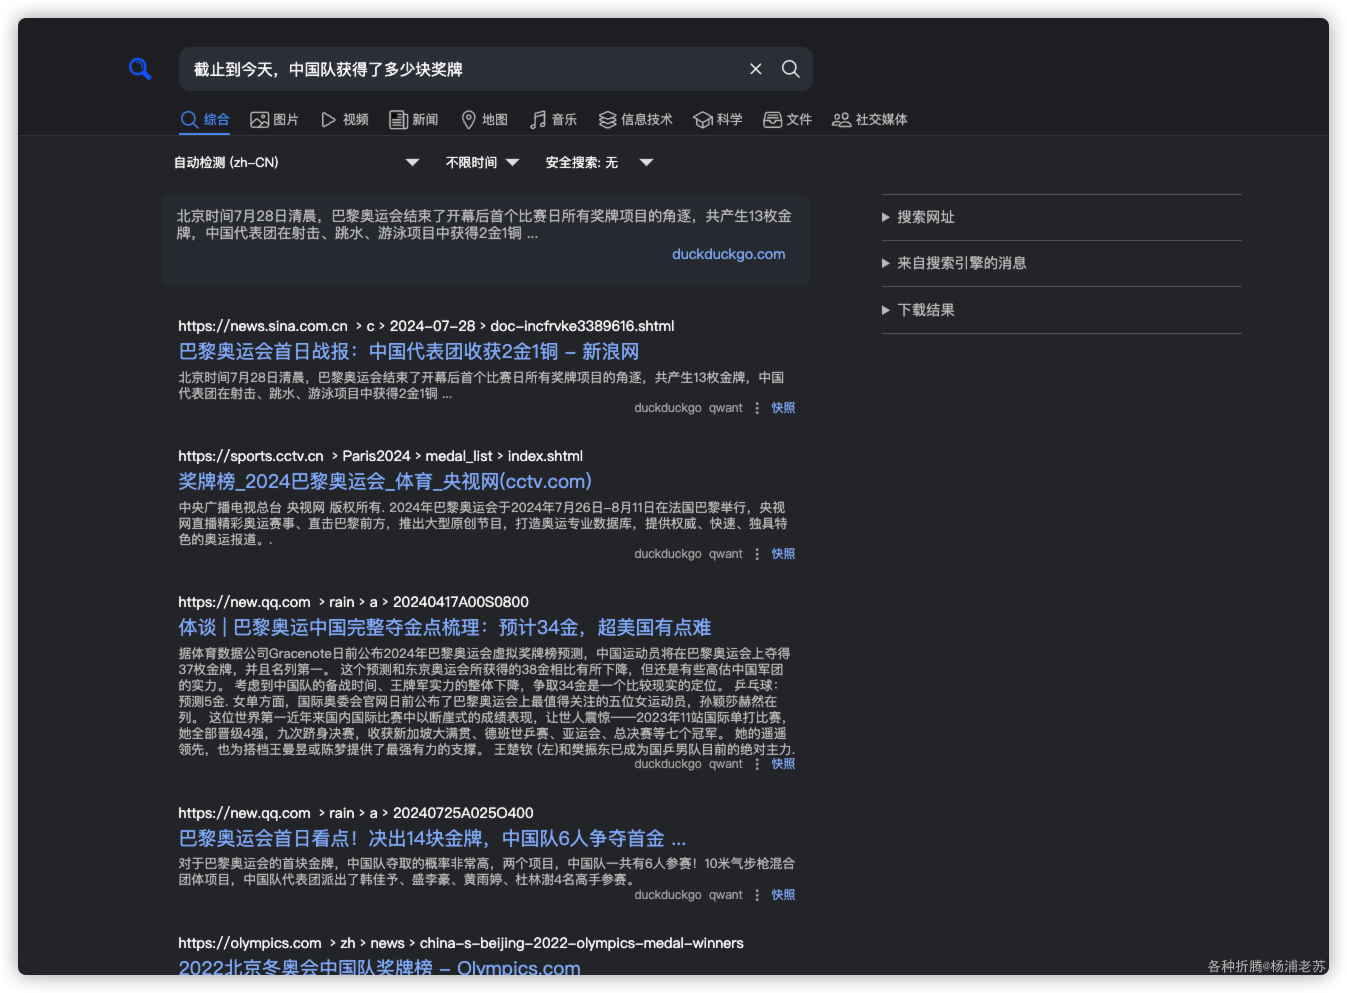 截止到今天，中国队获得了多少块奖牌
综合 图片 视频 新闻 地图 音乐 信息技术 科学 文件 社交媒体
自动检测 (zh-CN) 不限时间 安全搜索: 无
北京时间7月28日清晨，巴黎奥运会结束了开幕后首个比赛日所有奖牌项目的角逐，共产生13枚金
牌，中国代表团在射击、跳水、游泳项目中获得2金1铜 ...
duckduckgo.com
搜索网址
来自搜索引擎的消息
下载结果
https://news.sina.com.cn › c › 2024-07-28 › doc-incfrvke3389616.shtml
巴黎奥运会首日战报：中国代表团收获2金1铜 - 新浪网
北京时间7月28日清晨，巴黎奥运会结束了开幕后首个比赛日所有奖牌项目的角逐，共产生13枚金牌，中国
代表团在射击、跳水、游泳项目中获得2金1铜 ...
duckduckgo qwant ⋮ 快照
https://sports.cctv.cn › Paris2024 › medal_list › index.shtml
奖牌榜_2024巴黎奥运会_体育_央视网(cctv.com)
中央广播电视总台 央视网 版权所有. 2024年巴黎奥运会于2024年7月26日-8月11日在法国巴黎举行，央视
网直播精彩奥运赛事、直击巴黎前方，推出大型原创节目，打造奥运专业数据库，提供权威、快速、独具特
色的奥运报道。.
duckduckgo qwant ⋮ 快照
https://new.qq.com › rain › a › 20240417A00S0800
体谈 | 巴黎奥运中国完整夺金点梳理：预计34金，超美国有点难
据体育数据公司Gracenote日前公布2024年巴黎奥运会虚拟奖牌榜预测，中国运动员将在巴黎奥运会上夺得
37枚金牌，并且名列第一。 这个预测和东京奥运会所获得的38金相比有所下降，但还是有些高估中国军团
的实力。 考虑到中国队的备战时间、王牌军实力的整体下降，争取34金是一个比较现实的定位。 乒乓球：
预测5金. 女单方面，国际奥委会官网日前公布了巴黎奥运会上最值得关注的五位女运动员，孙颖莎赫然在
列。 这位世界第一近年来国内国际比赛中以断崖式的成绩表现，让世人震惊——2023年11站国际单打比赛，
她全部晋级4强，九次跻身决赛，收获新加坡大满贯、德班世乒赛、亚运会、总决赛等七个冠军。 她的遥遥
领先，也为搭档王曼昱或陈梦提供了最强有力的支撑。 王楚钦 (左)和樊振东已成为国乒男队目前的绝对主力.
duckduckgo qwant ⋮ 快照
https://new.qq.com › rain › a › 20240725A025O400
巴黎奥运会首日看点！决出14块金牌，中国队6人争夺首金 ...
对于巴黎奥运会的首块金牌，中国队夺取的概率非常高，两个项目，中国队一共有6人参赛！10米气步枪混合
团体项目，中国队代表团派出了韩佳予、盛李豪、黄雨婷、杜林澍4名高手参赛。
duckduckgo qwant ⋮ 快照
https://olympics.com › zh › news › china-s-beijing-2022-olympics-medal-winners
2022北京冬奥会中国队奖牌榜 - Olympics.com
各种折腾@杨浦老苏